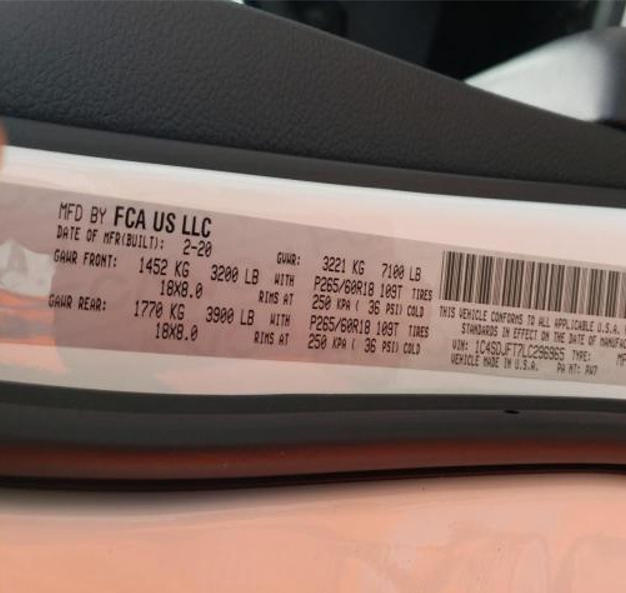 MFD BY FCA US LLC
DATE OF MFR(BUILT): 2-20
GAWR FRONT: 1452 KG 3200 LB WITH
18X8.0 RIMS AT
GAWR REAR: 1770 KG 3900 LB WITH
18X8.0 RIMS AT
GVWR: 3221 KG 7100 LB
P265/60R18 109T TIRES
250 KPA ( 36 PSI) COLD
P265/60R18 109T TIRES
250 KPA ( 36 PSI) COLD
THIS VEHICLE CONFORMS TO ALL APPLICABLE U.S.A.
STANDARDS IN EFFECT ON THE DATE OF MANUFAC
VIN: 1C4SDJFT7LC296965 TYPE: MP
VEHICLE MADE IN U.S.A. PAINT: PW7